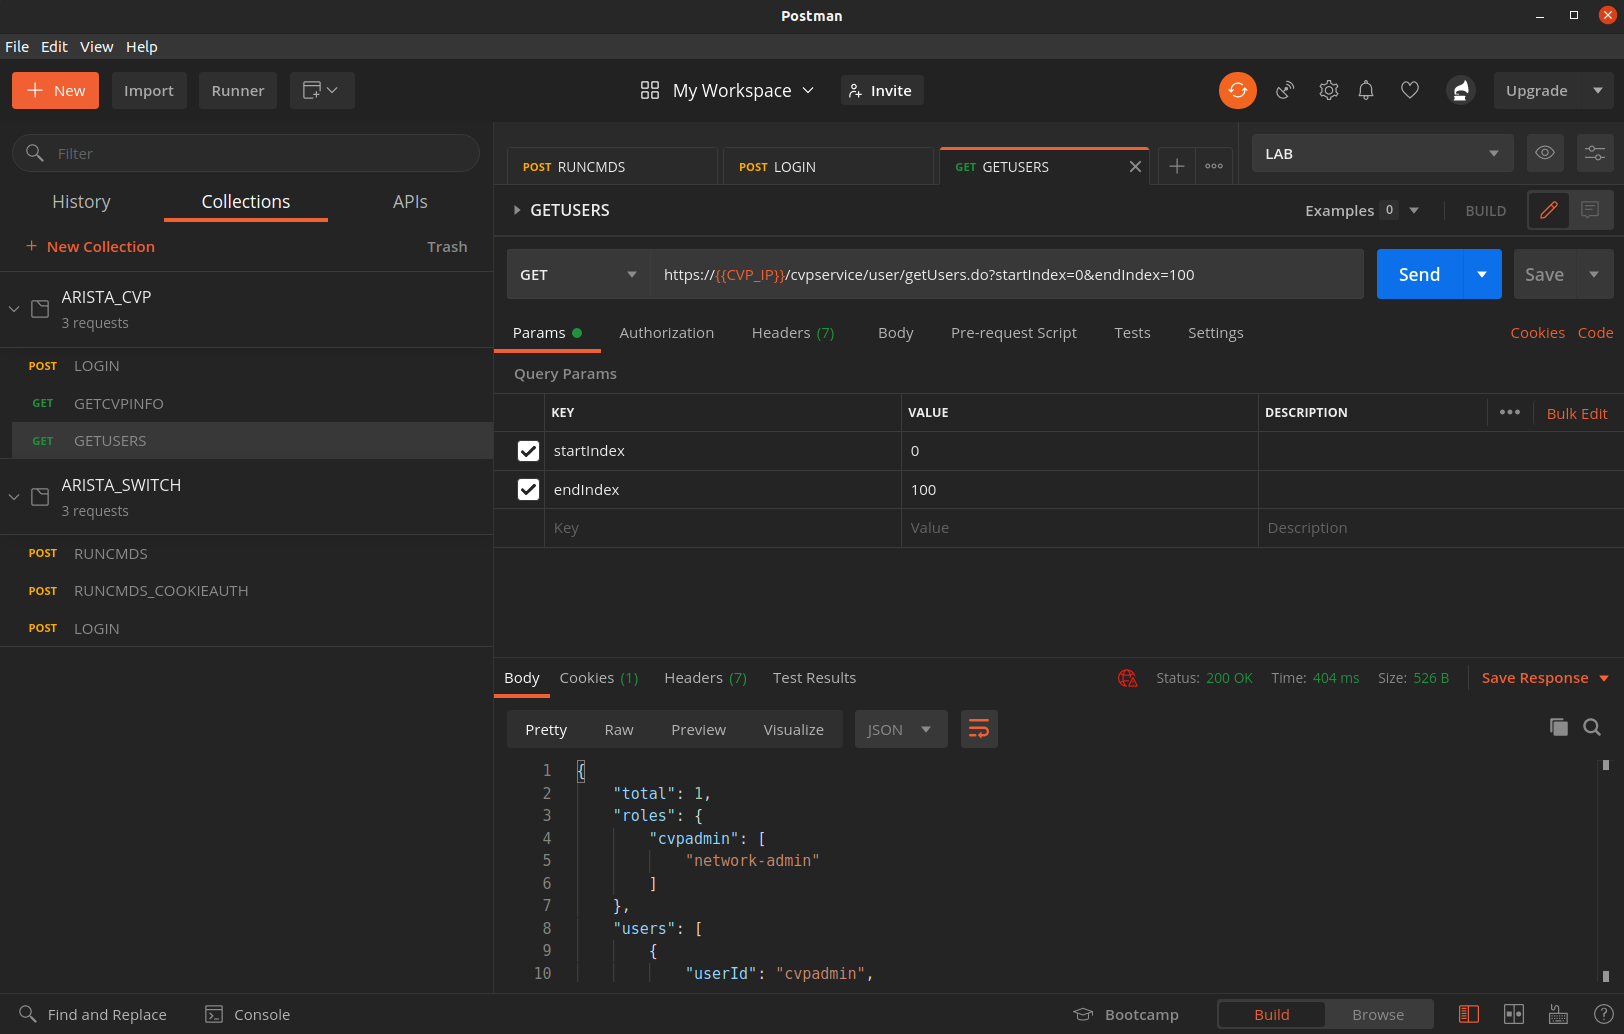 Postman
File Edit View Help
New Import Runner My Workspace Invite Upgrade
Filter
History Collections APIs
+ New Collection Trash
ARISTA_CVP
3 requests
POST LOGIN
GET GETCVPINFO
GET GETUSERS
ARISTA_SWITCH
3 requests
POST RUNCMDS
POST RUNCMDS_COOKIEAUTH
POST LOGIN
POST RUNCMDS POST LOGIN GET GETUSERS LAB
GETUSERS Examples 0 BUILD
GET https://{{CVP_IP}}/cvpservice/user/getUsers.do?startIndex=0&endIndex=100 Send Save
Params Authorization Headers (7) Body Pre-request Script Tests Settings Cookies Code
Query Params
KEY VALUE DESCRIPTION Bulk Edit
startIndex 0
endIndex 100
Key Value Description
Body Cookies (1) Headers (7) Test Results Status: 200 OK Time: 404 ms Size: 526 B Save Response
Pretty Raw Preview Visualize JSON
1 {
2 "total": 1,
3 "roles": {
4 "cvpadmin": [
5 "network-admin"
6 ]
7 },
8 "users": [
9 {
10 "userId": "cvpadmin",
Find and Replace Console Bootcamp Build Browse